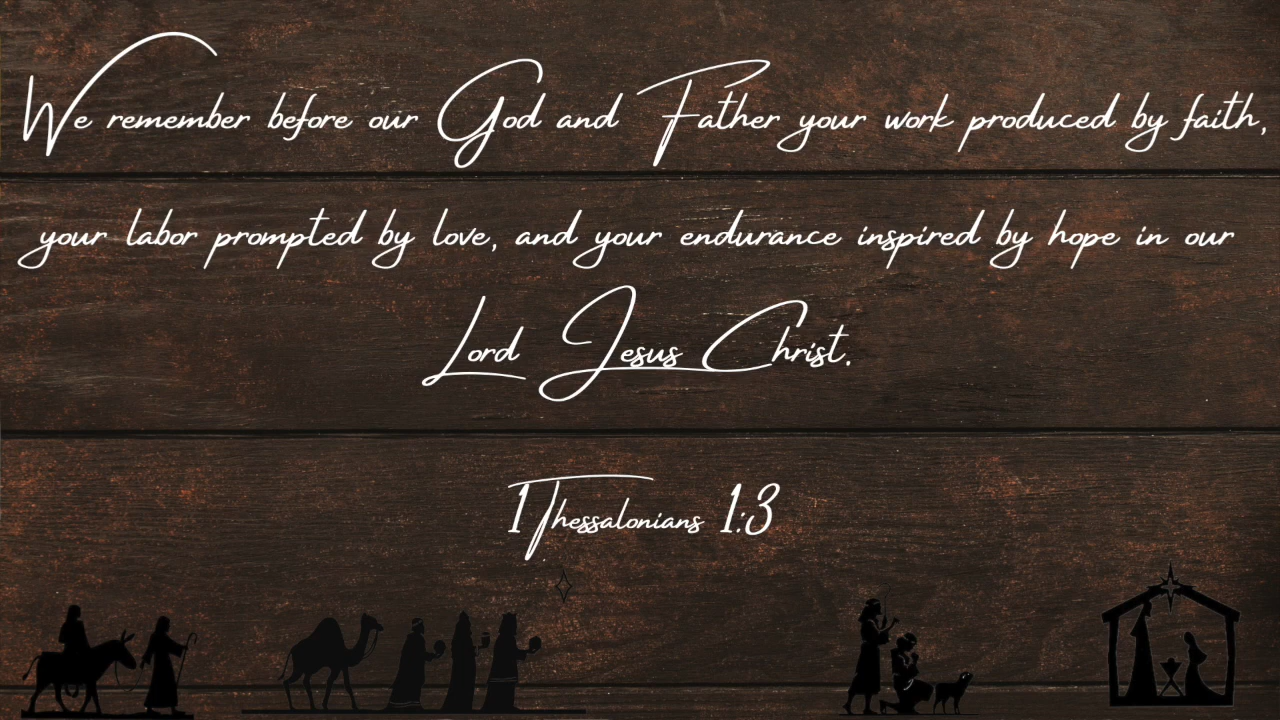 We remember before our God and Father your work produced by faith,
your labor prompted by love, and your endurance inspired by hope in our
Lord Jesus Christ.
1 Thessalonians 1:3